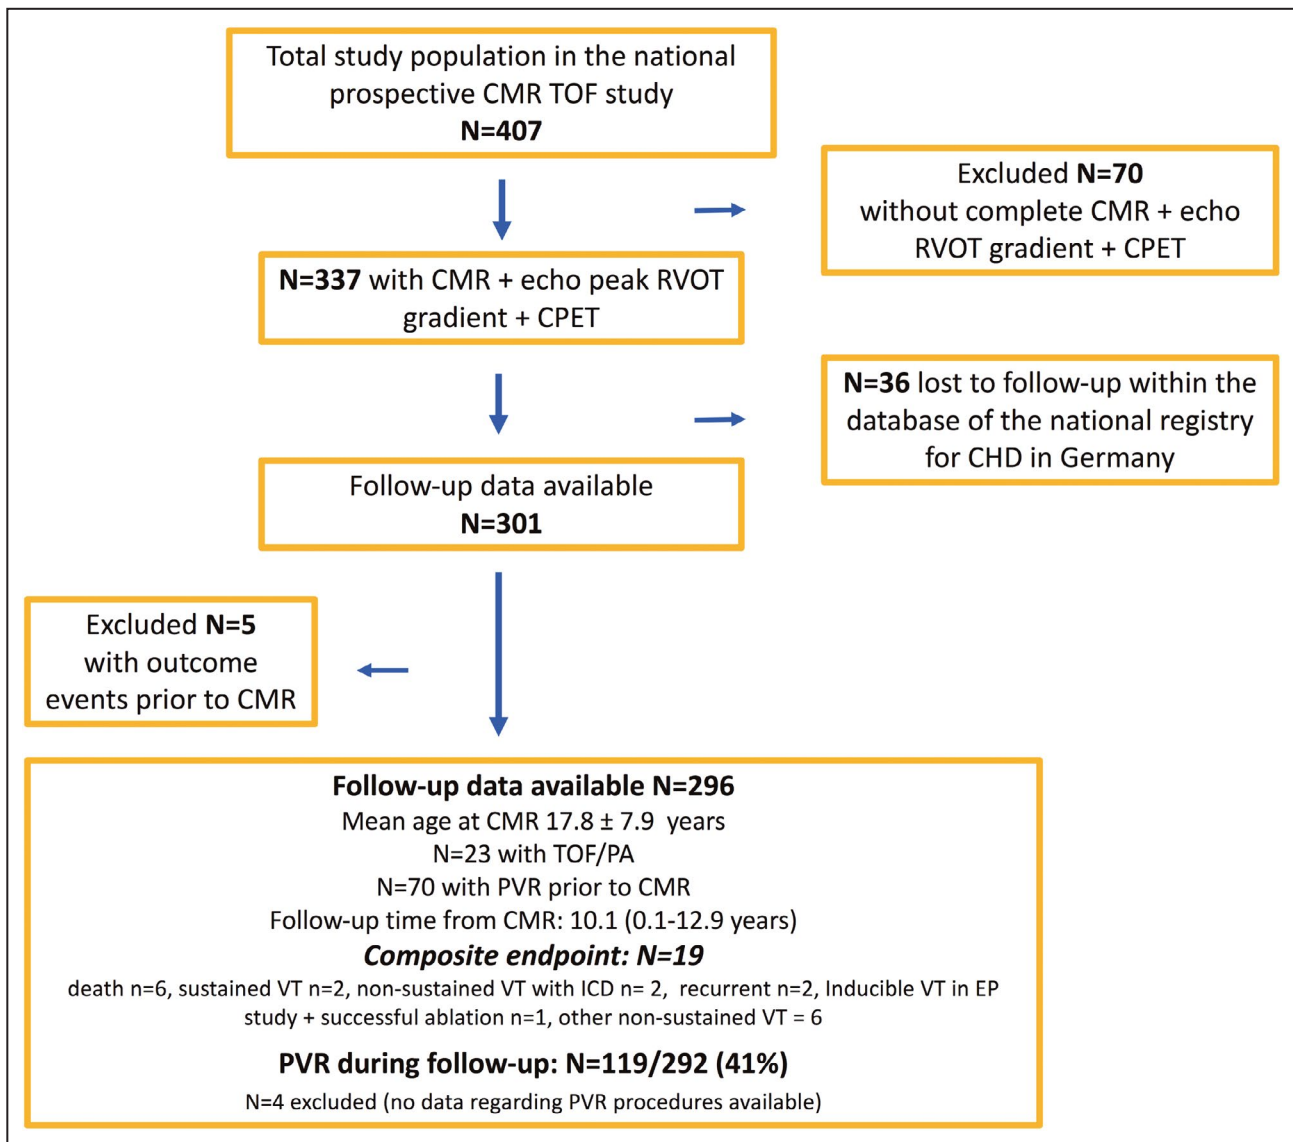 Total study population in the national
prospective CMR TOF study
N=407
Excluded N=70
without complete CMR + echo
RVOT gradient + CPET
N=337 with CMR + echo peak RVOT
gradient + CPET
N=36 lost to follow-up within the
database of the national registry
for CHD in Germany
Follow-up data available
N=301
Excluded N=5
with outcome
events prior to CMR
Follow-up data available N=296
Mean age at CMR 17.8 ± 7.9 years
N=23 with TOF/PA
N=70 with PVR prior to CMR
Follow-up time from CMR: 10.1 (0.1-12.9 years)
Composite endpoint: N=19
death n=6, sustained VT n=2, non-sustained VT with ICD n= 2, recurrent n=2, Inducible VT in EP
study + successful ablation n=1, other non-sustained VT = 6
PVR during follow-up: N=119/292 (41%)
N=4 excluded (no data regarding PVR procedures available)